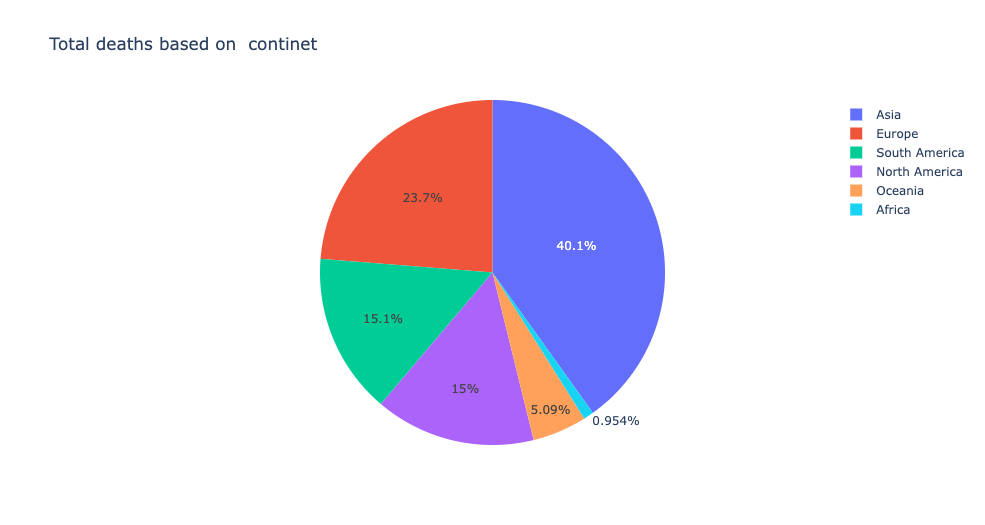 Total deaths based on  continet
Asia
Europe
South America
North America
Oceania
Africa
23.7%
40.1%
15.1%
15%
5.09%
0.954%